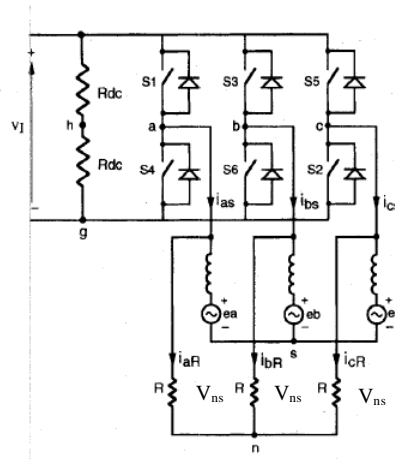 +
S1
S3
S5
Rdc
VI
h
a
b
c
Rdc
S4
S6
S2
−
ias
ibs
ics
g
+
ea
−
+
eb
−
+
e
−
s
iaR
ibR
icR
R
Vns
R
Vns
R
Vns
n